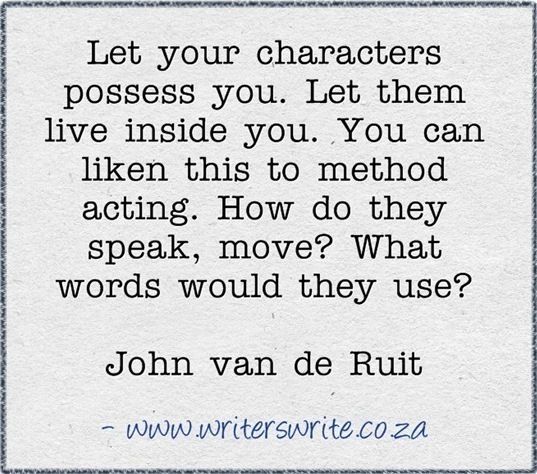 Let your characters
possess you. Let them
live inside you. You can
liken this to method
acting. How do they
speak, move? What
words would they use?
John van de Ruit
- www.writerswrite.co.za